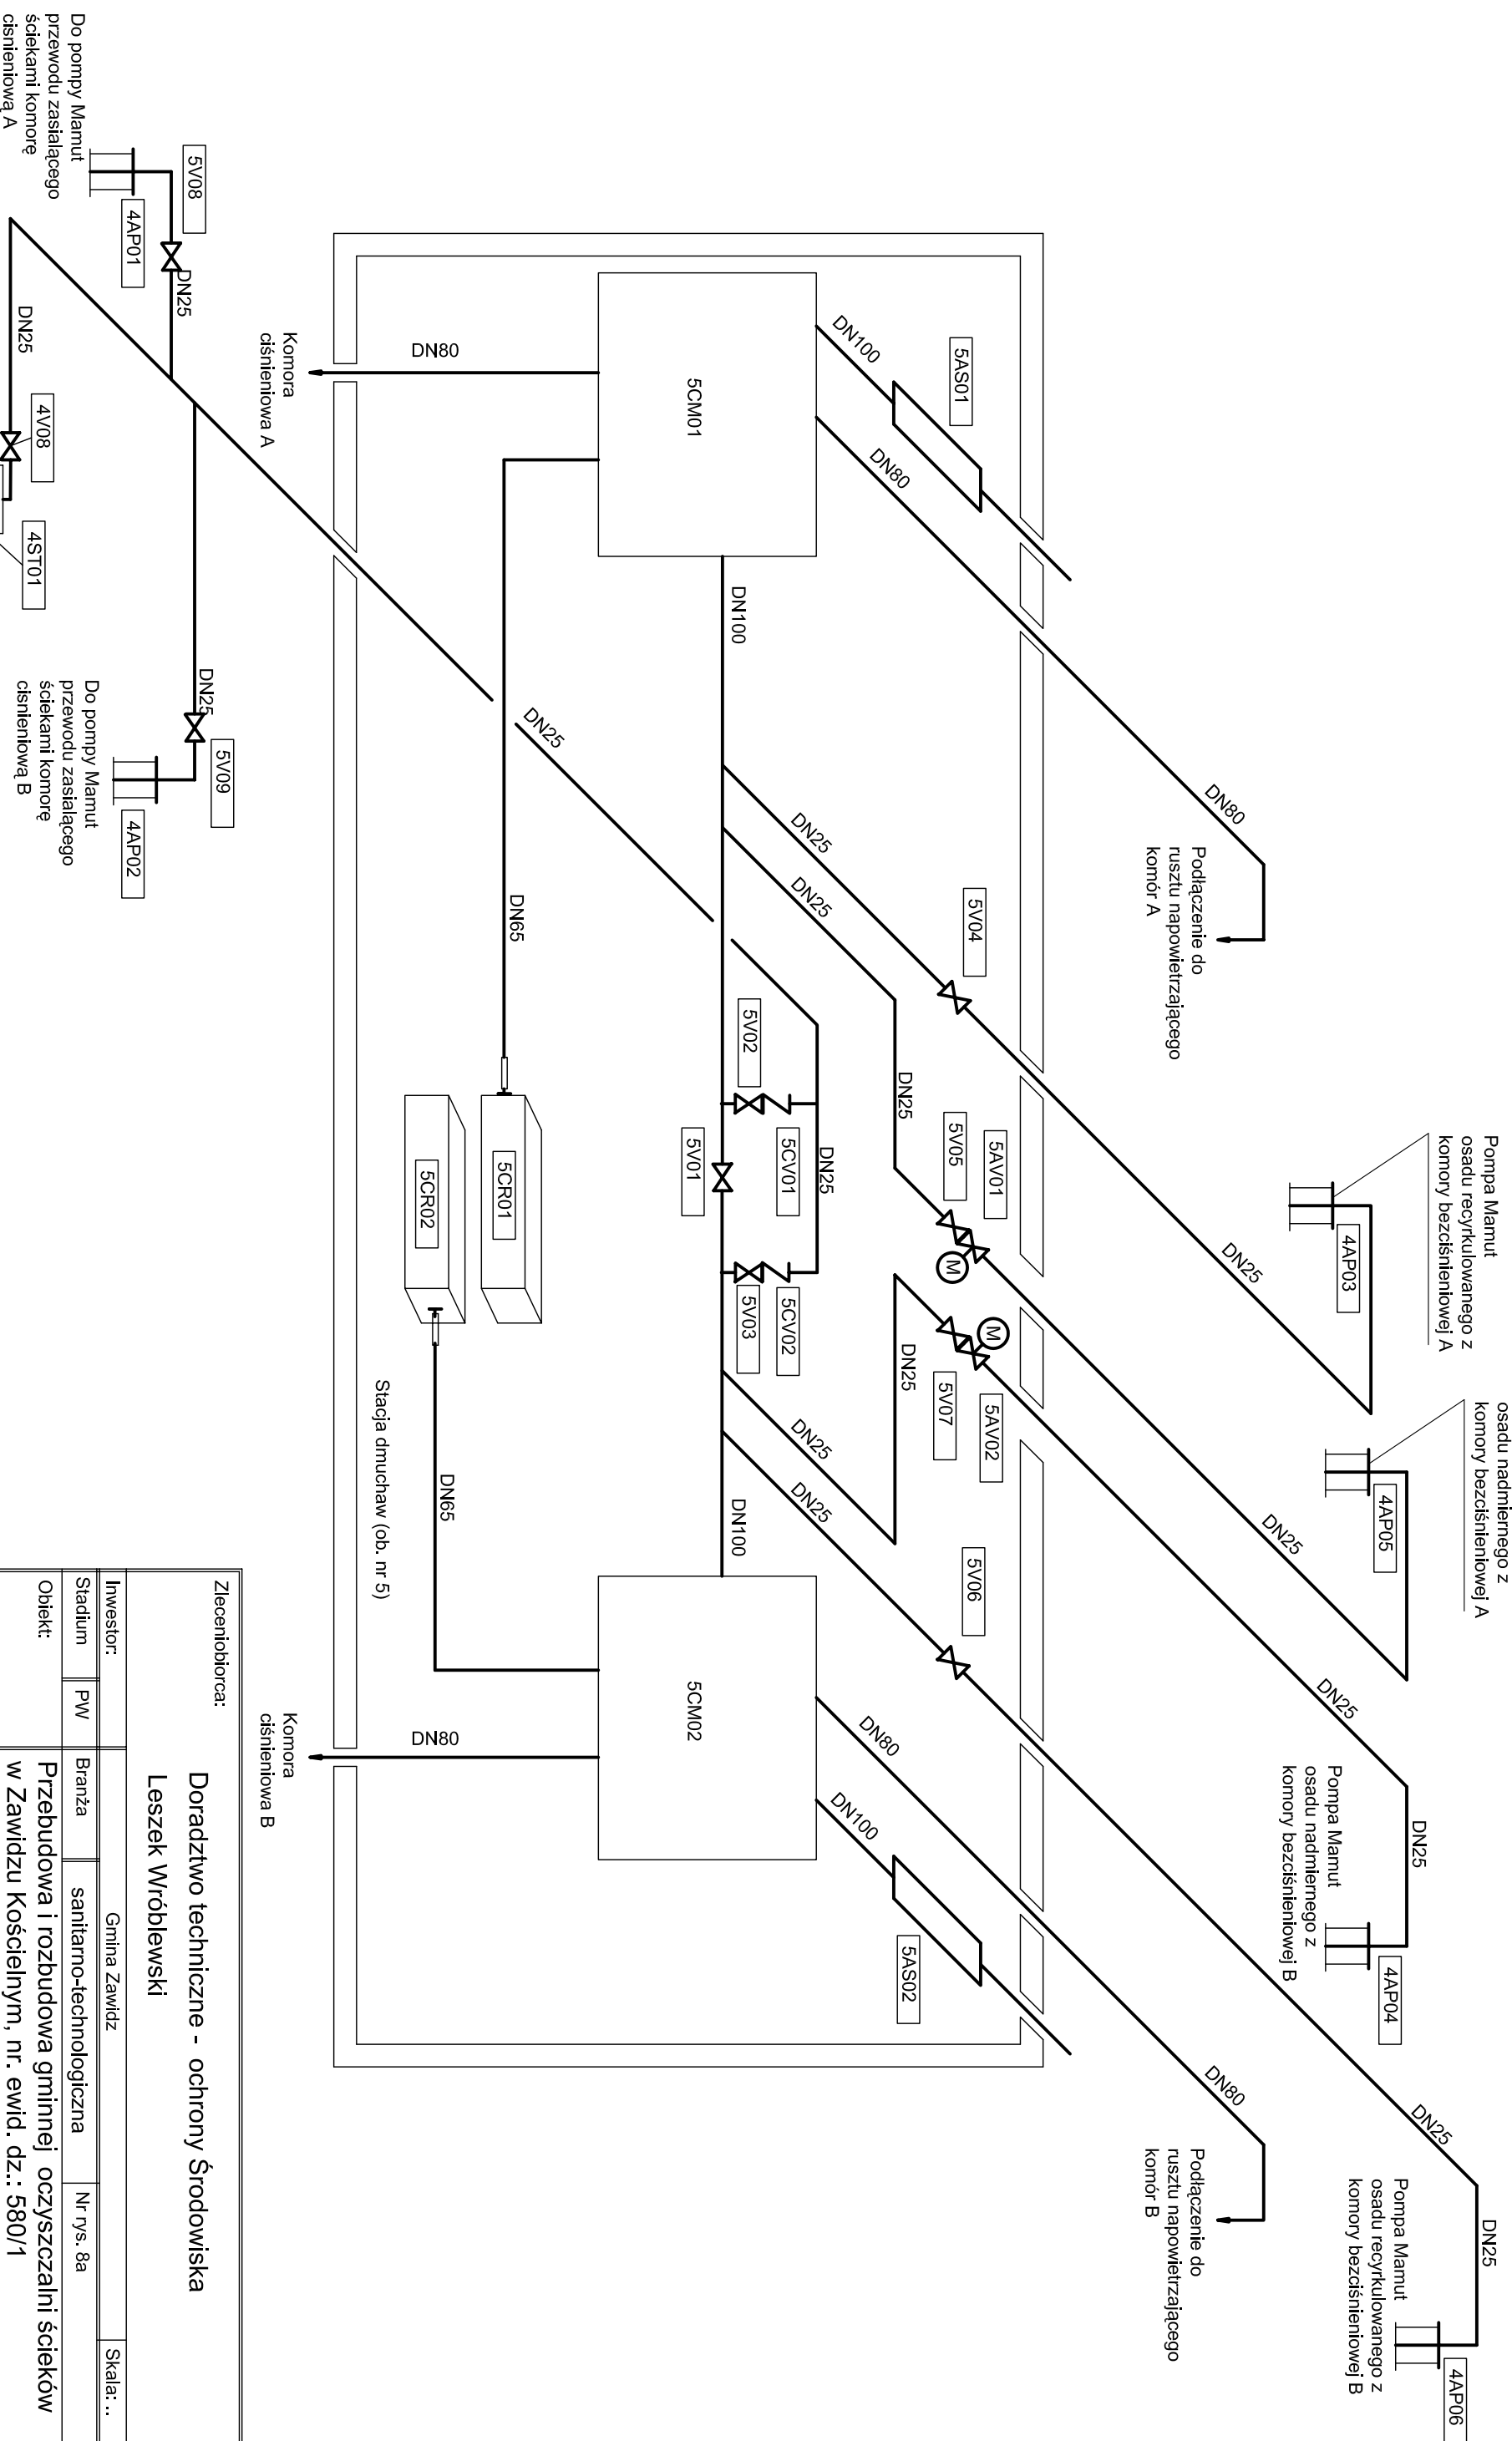 Pompa Mamut
osadu recyrkulowanego z
komory bezciśnieniowej A
4AP03
osadu nadmiernego z
komory bezciśnieniowej A
4AP05
DN25
Pompa Mamut
osadu nadmiernego z
komory bezciśnieniowej B
4AP04
DN25
Pompa Mamut
osadu recyrkulowanego z
komory bezciśnieniowej B
4AP06
DN25
DN25
DN25
DN25
DN80
Podłączenie do
rusztu napowietrzającego
komór A
DN80
Podłączenie do
rusztu napowietrzającego
komór B
5AS01
5V04
5AV01
5V05
M
M
5AV02
5V07
5V06
5AS02
DN100
DN80
DN25
DN25
DN25
DN25
DN25
DN25
DN80
DN100
5CM01
DN100
5V02
5CV01
DN25
5V01
5CV02
5V03
DN100
5CM02
DN25
DN65
5CR01
5CR02
DN65
DN80
DN80
Stacja dmuchaw (ob. nr 5)
Komora
ciśnieniowa A
Komora
ciśnieniowa B
5V08
DN25
4AP01
Do pompy Mamut
przewodu zasialącego
ściekami komorę
cisnieniową A
DN25
5V09
4AP02
Do pompy Mamut
przewodu zasialącego
ściekami komorę
cisnieniową B
DN25
4V08
4ST01
Zleceniobiorca:
Doradztwo techniczne - ochrony Środowiska
Leszek Wróblewski
Inwestor:
Gmina Zawidz
Skala: ..
Stadium
PW
Branża
sanitarno-technologiczna
Nr rys. 8a
Obiekt:
Przebudowa i rozbudowa gminnej oczyszczalni ścieków
w Zawidzu Kościelnym, nr. ewid. dz.: 580/1